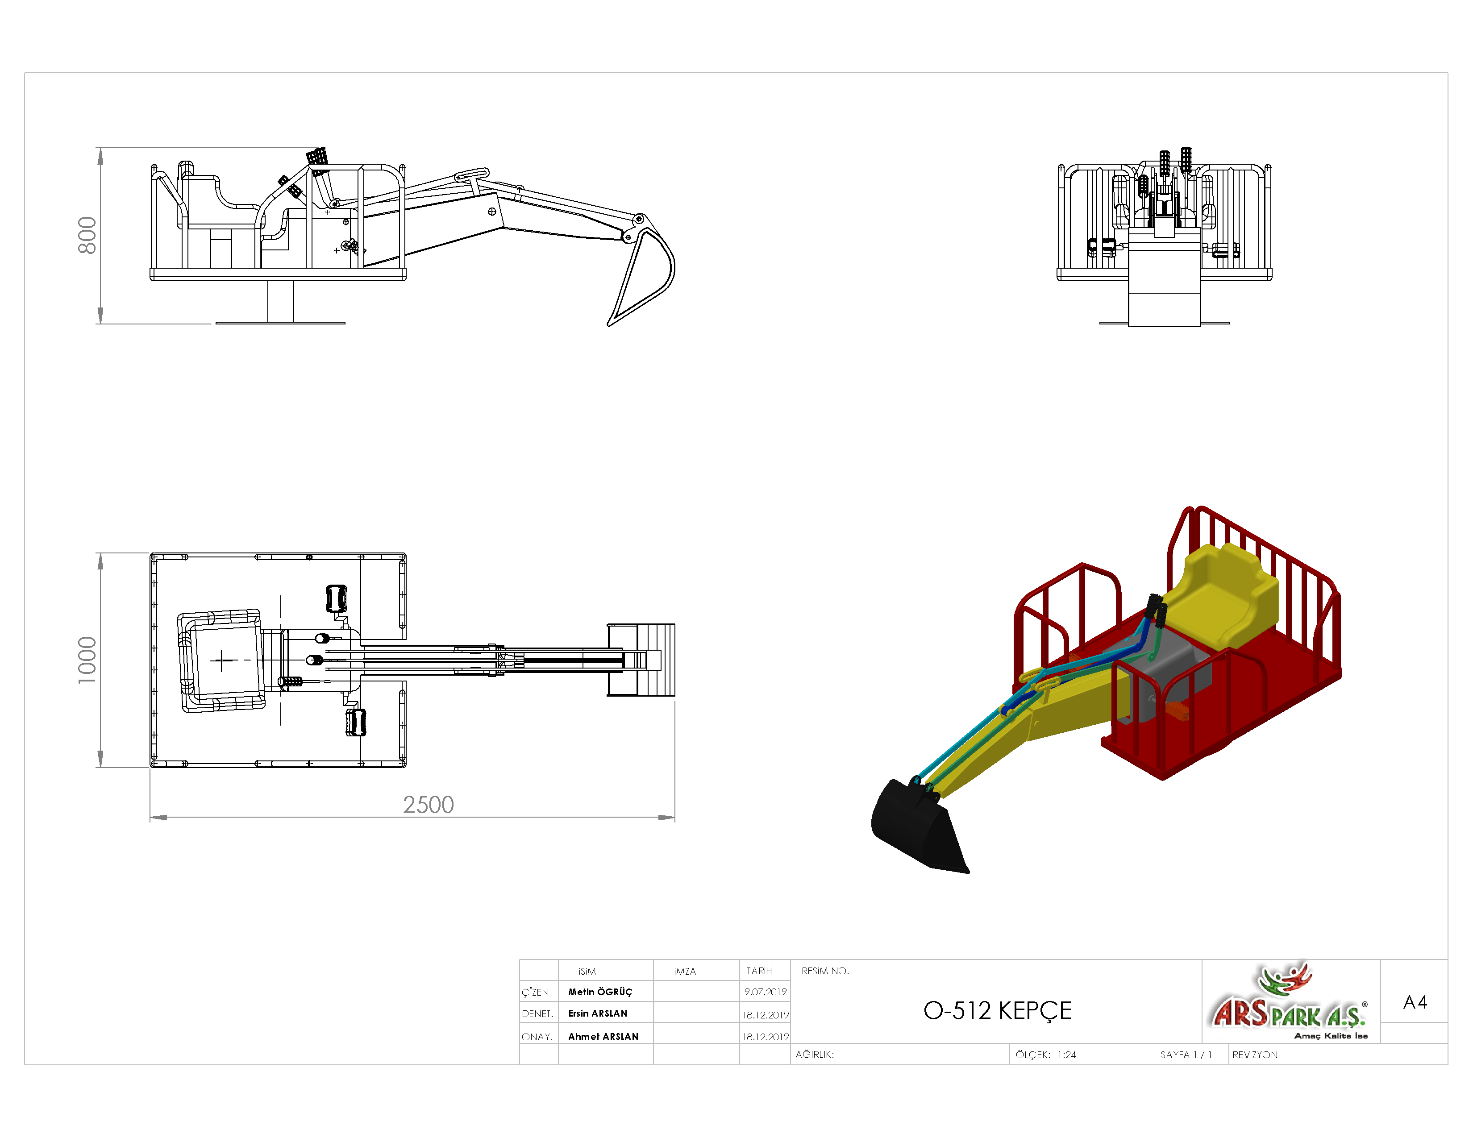 800
1000
2500
İSİM
İMZA
TARİH
RESİM NO.
ÇİZEN.
Metin ÖGRÜÇ
9.07.2019
DENET.
Ersin ARSLAN
18.12.2019
ONAY.
Ahmet ARSLAN
18.12.2019
O-512 KEPÇE
ARSPARK A.Ş.®
Amaç Kalite İse
A4
AĞIRLIK:
ÖLÇEK: 1:24
SAYFA 1 / 1
REVİZYON